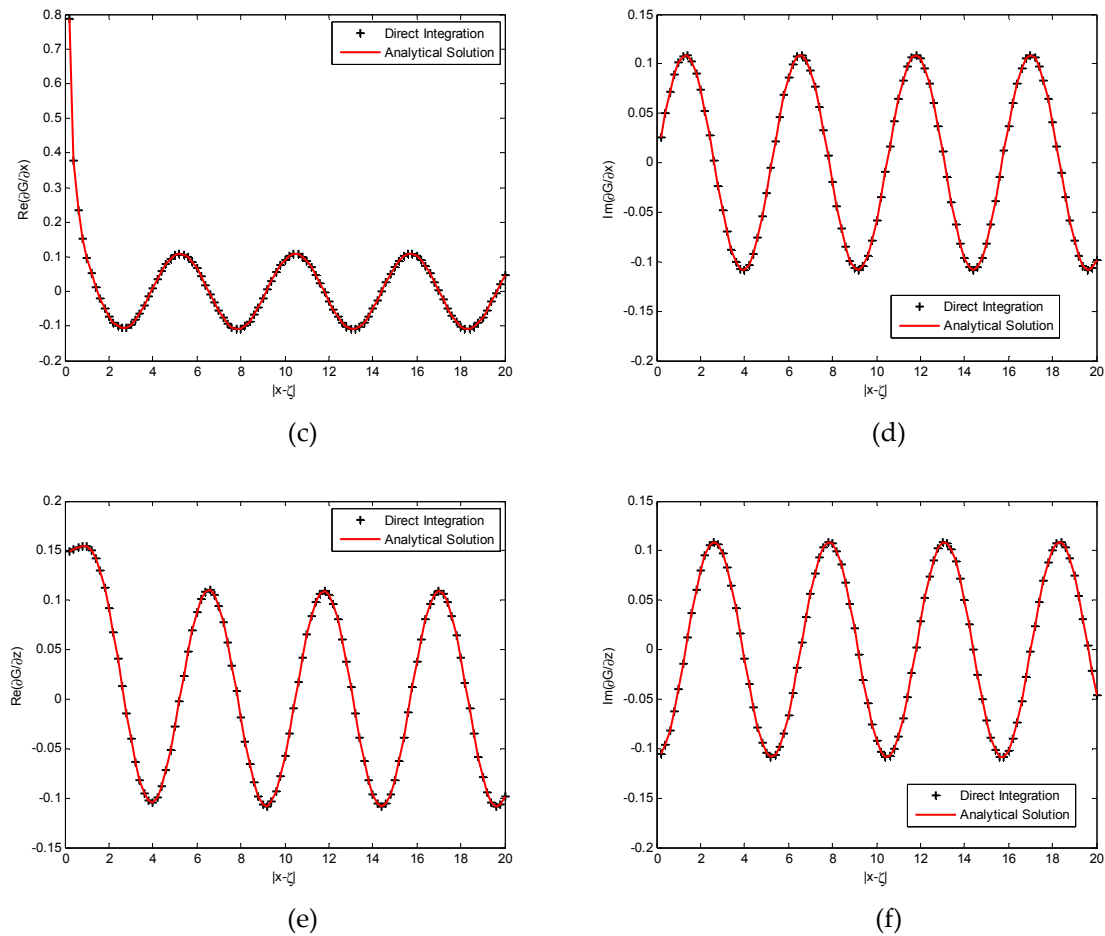 0.8
0.7
0.6
0.5
0.4
0.3
0.2
0.1
0
-0.1
-0.2
Re(∂G/∂x)
Direct Integration
Analytical Solution
0 2 4 6 8 10 12 14 16 18 20
|x-ζ|
(c)
0.15
0.1
0.05
0
-0.05
-0.1
-0.15
-0.2
Im(∂G/∂x)
Direct Integration
Analytical Solution
0 2 4 6 8 10 12 14 16 18 20
|x-ζ|
(d)
0.2
0.15
0.1
0.05
0
-0.05
-0.1
-0.15
Re(∂G/∂z)
Direct Integration
Analytical Solution
0 2 4 6 8 10 12 14 16 18 20
|x-ζ|
(e)
0.15
0.1
0.05
0
-0.05
-0.1
-0.15
-0.2
Im(∂G/∂z)
Direct Integration
Analytical Solution
0 2 4 6 8 10 12 14 16 18 20
|x-ζ|
(f)